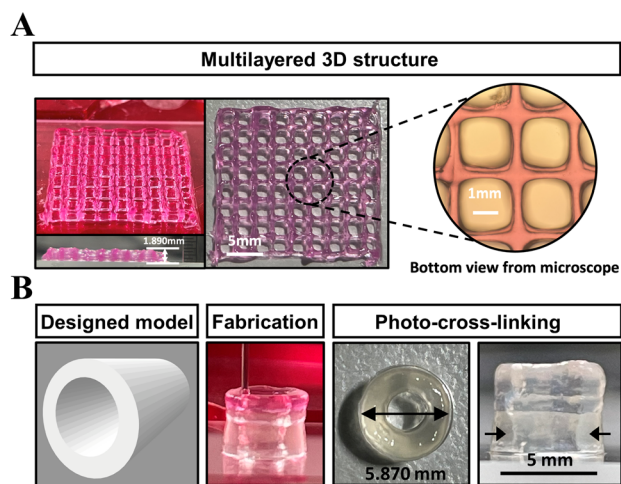 A
Multilayered 3D structure
1.890mm
5mm
1mm
Bottom view from microscope
B
Designed model
Fabrication
Photo-cross-linking
5.870 mm
5 mm